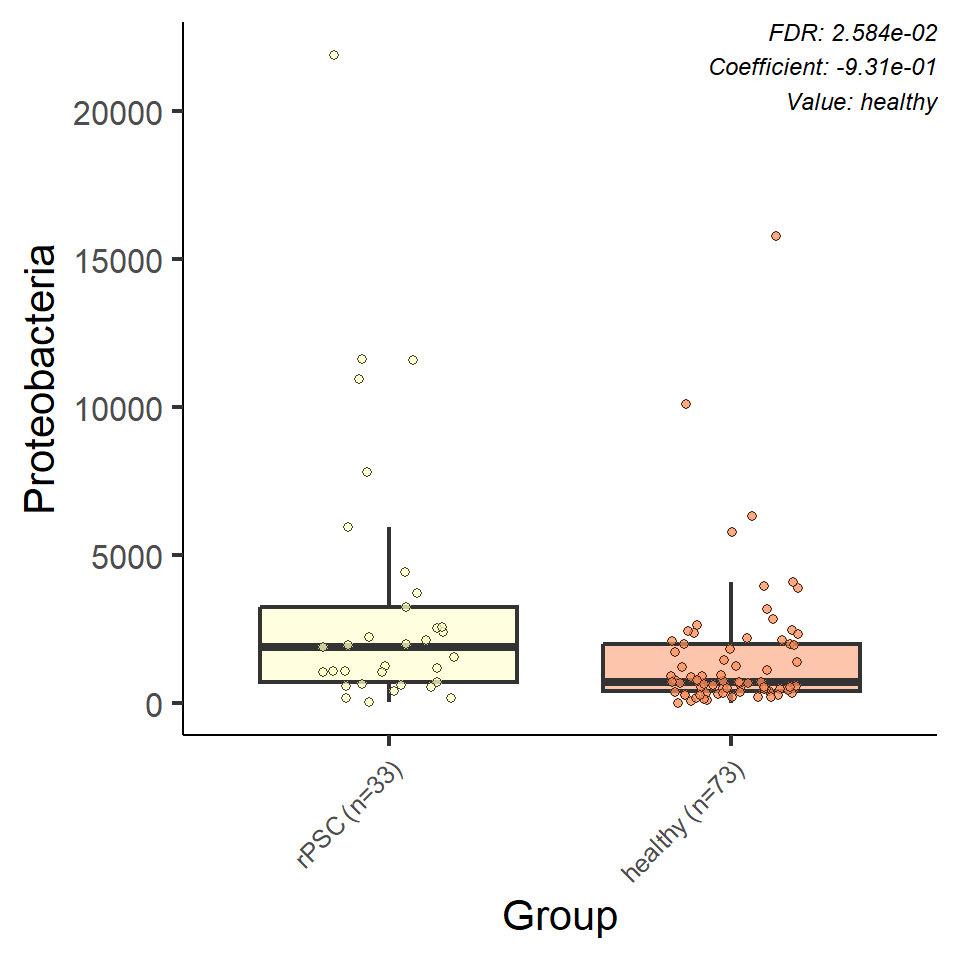 FDR: 2.584e-02
Coefficient: -9.31e-01
Value: healthy
Proteobacteria
20000
15000
10000
5000
0
rPSC (n=33)
healthy (n=73)
Group